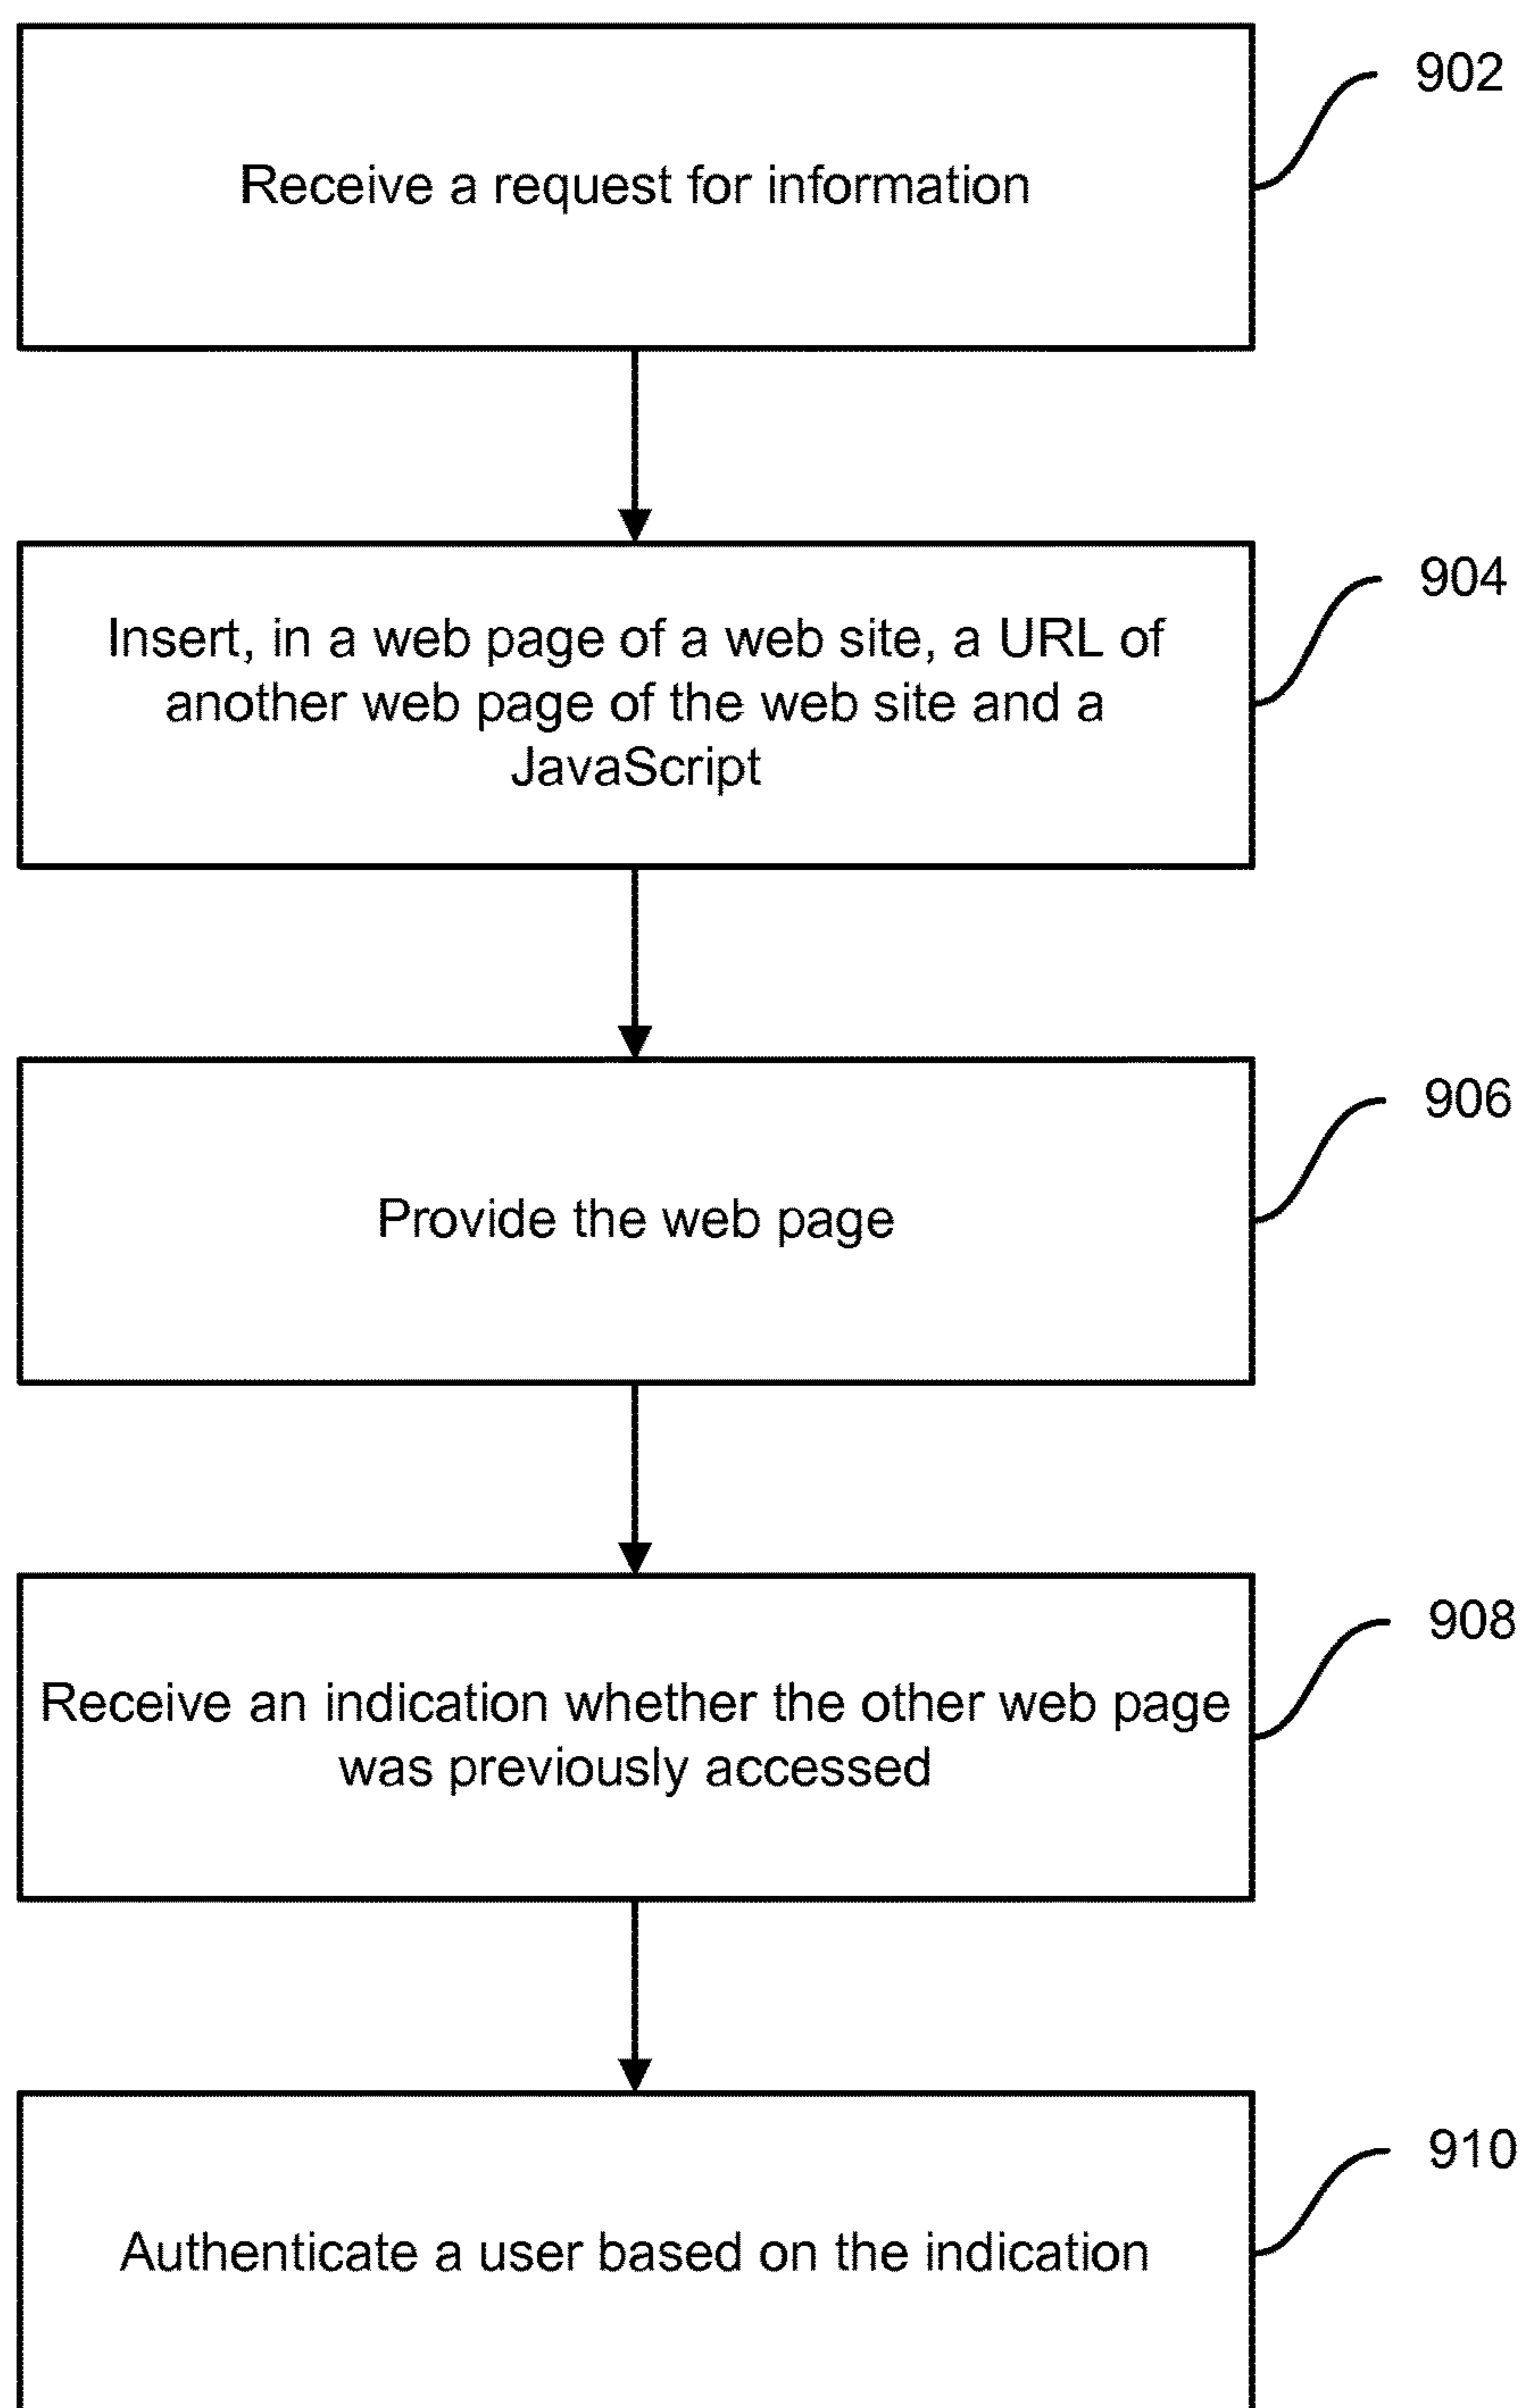 902
Receive a request for information
904
Insert, in a web page of a web site, a URL of
another web page of the web site and a
JavaScript
906
Provide the web page
908
Receive an indication whether the other web page
was previously accessed
910
Authenticate a user based on the indication